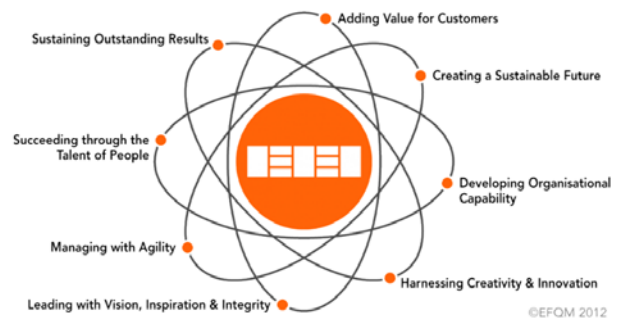 Adding Value for Customers
Sustaining Outstanding Results
Creating a Sustainable Future
Succeeding through the
Talent of People
Developing Organisational
Capability
Managing with Agility
Harnessing Creativity & Innovation
Leading with Vision, Inspiration & Integrity
©EFQM 2012